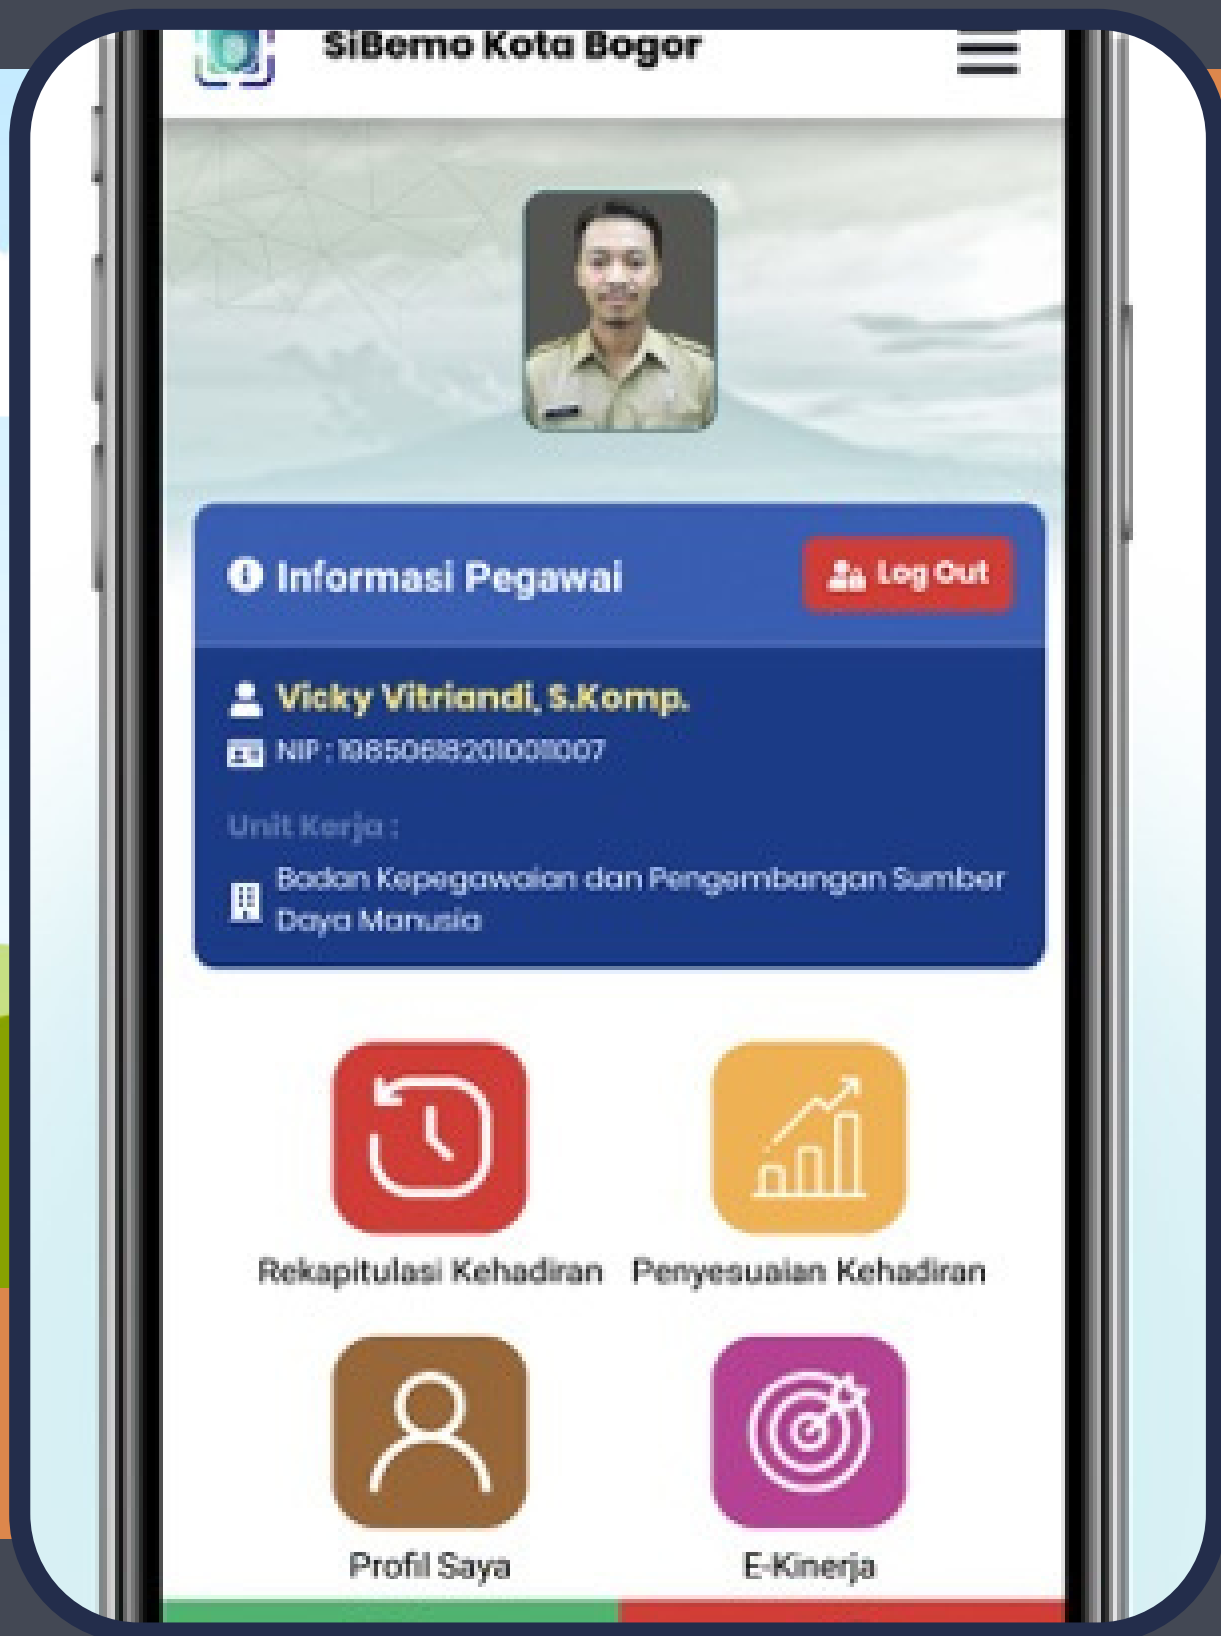 SiBemo Kota Bogor
Informasi Pegawai
Log Out
Vicky Vitriandi, S.Komp.
NIP : 198506182010011007
Unit Kerja :
Badan Kepegawaian dan Pengembangan Sumber
Daya Manusia
Rekapitulasi Kehadiran
Penyesuaian Kehadiran
Profil Saya
E-Kinerja